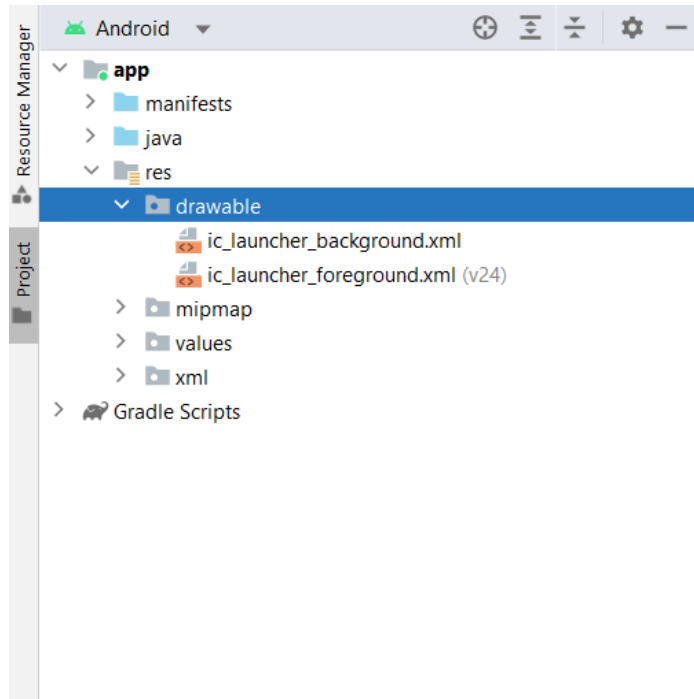 Android
app
manifests
java
res
drawable
ic_launcher_background.xml
ic_launcher_foreground.xml (v24)
mipmap
values
xml
Gradle Scripts
Resource Manager
Project